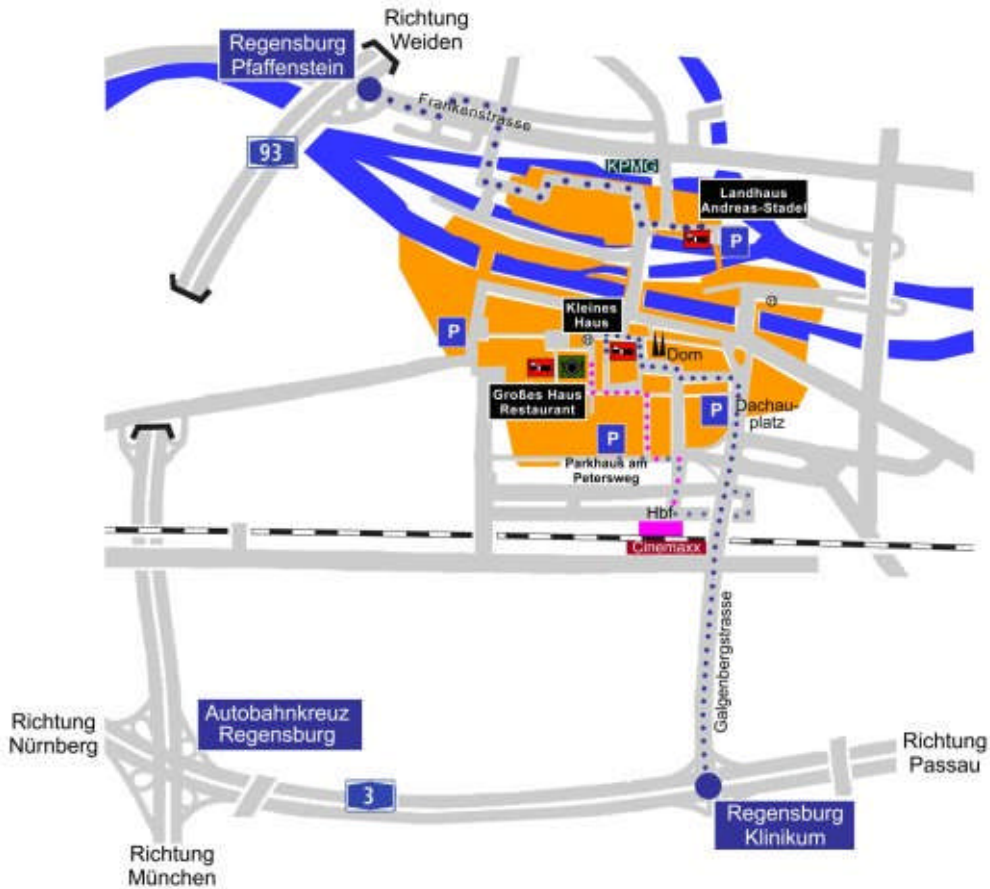 Richtung
Weiden
Regensburg
Pfaffenstein
Frankenstrasse
93
KPMG
Landhaus
Andreas-Stadel
P
Kleines
Haus
P
Dom
Großes Haus
Restaurant
P
Dachau-
platz
P
Parkhaus am
Petersweg
Hbf
Cinemaxx
Galgenbergstrasse
Autobahnkreuz
Regensburg
Richtung
Nürnberg
Richtung
Passau
3
Regensburg
Klinikum
Richtung
München